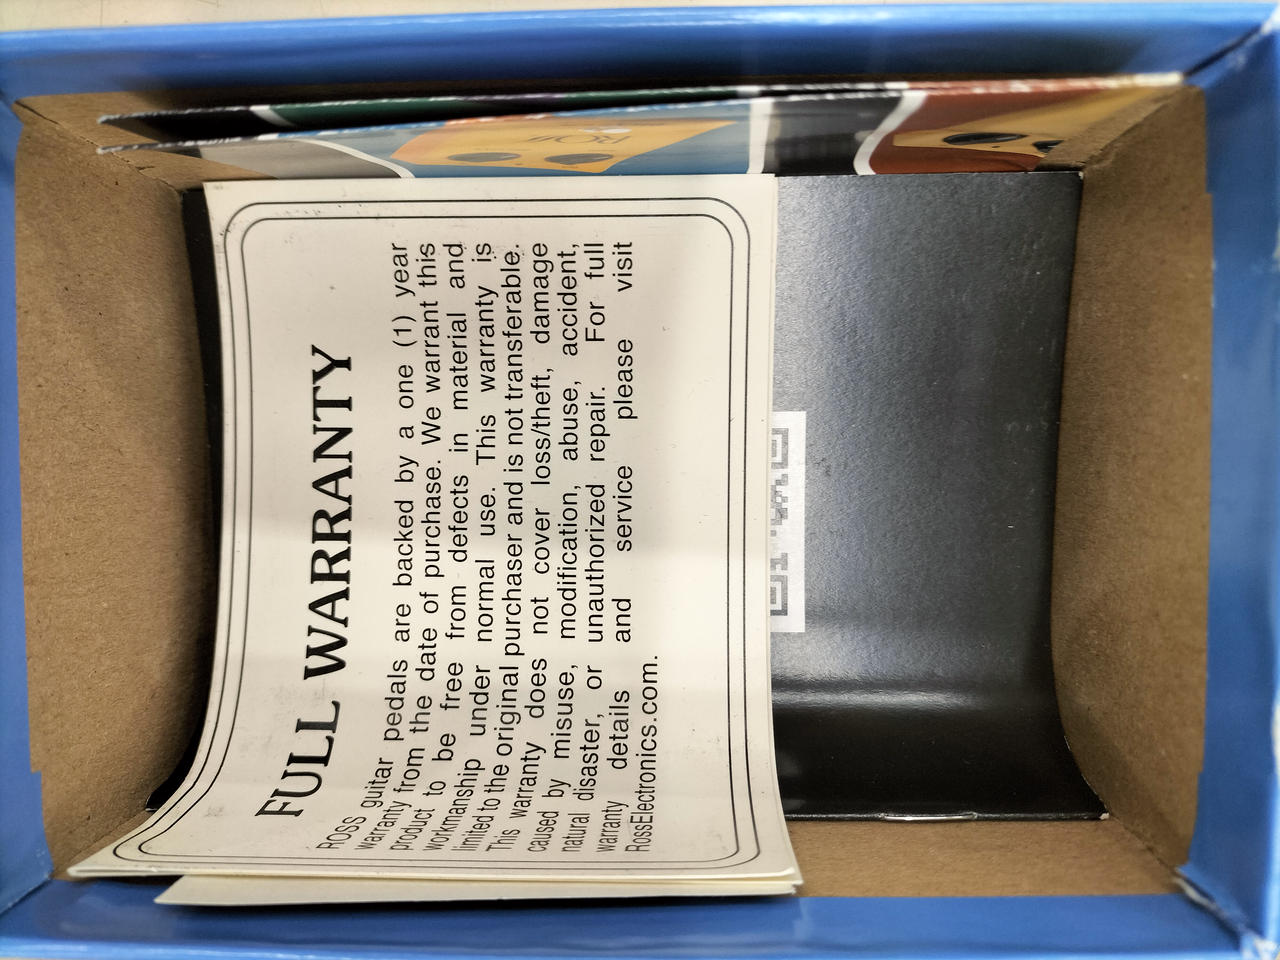 FULL WARRANTY
ROSS guitar pedals are backed by a one (1) year
warranty from the date of purchase. We warrant this
product to be free from defects in material and
workmanship under normal use. This warranty is
limited to the original purchaser and is not transferable.
This warranty does not cover loss/theft, damage
caused by misuse, modification, abuse, accident,
natural disaster, or unauthorized repair. For full
warranty details and service please visit
RossElectronics.com.